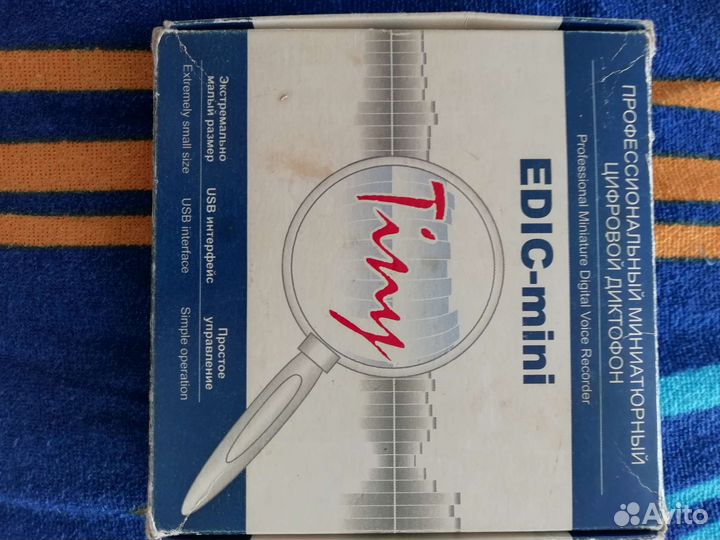 ПРОФЕССИОНАЛЬНЫЙ МИНИАТЮРНЫЙ
ЦИФРОВОЙ ДИКТОФОН
Professional Miniature Digital Voice Recorder
EDIC-mini
Tiny
Экстремально
малый размер
Extremely small size
USB интерфейс
USB interface
Простое
управление
Simple operation
Avito